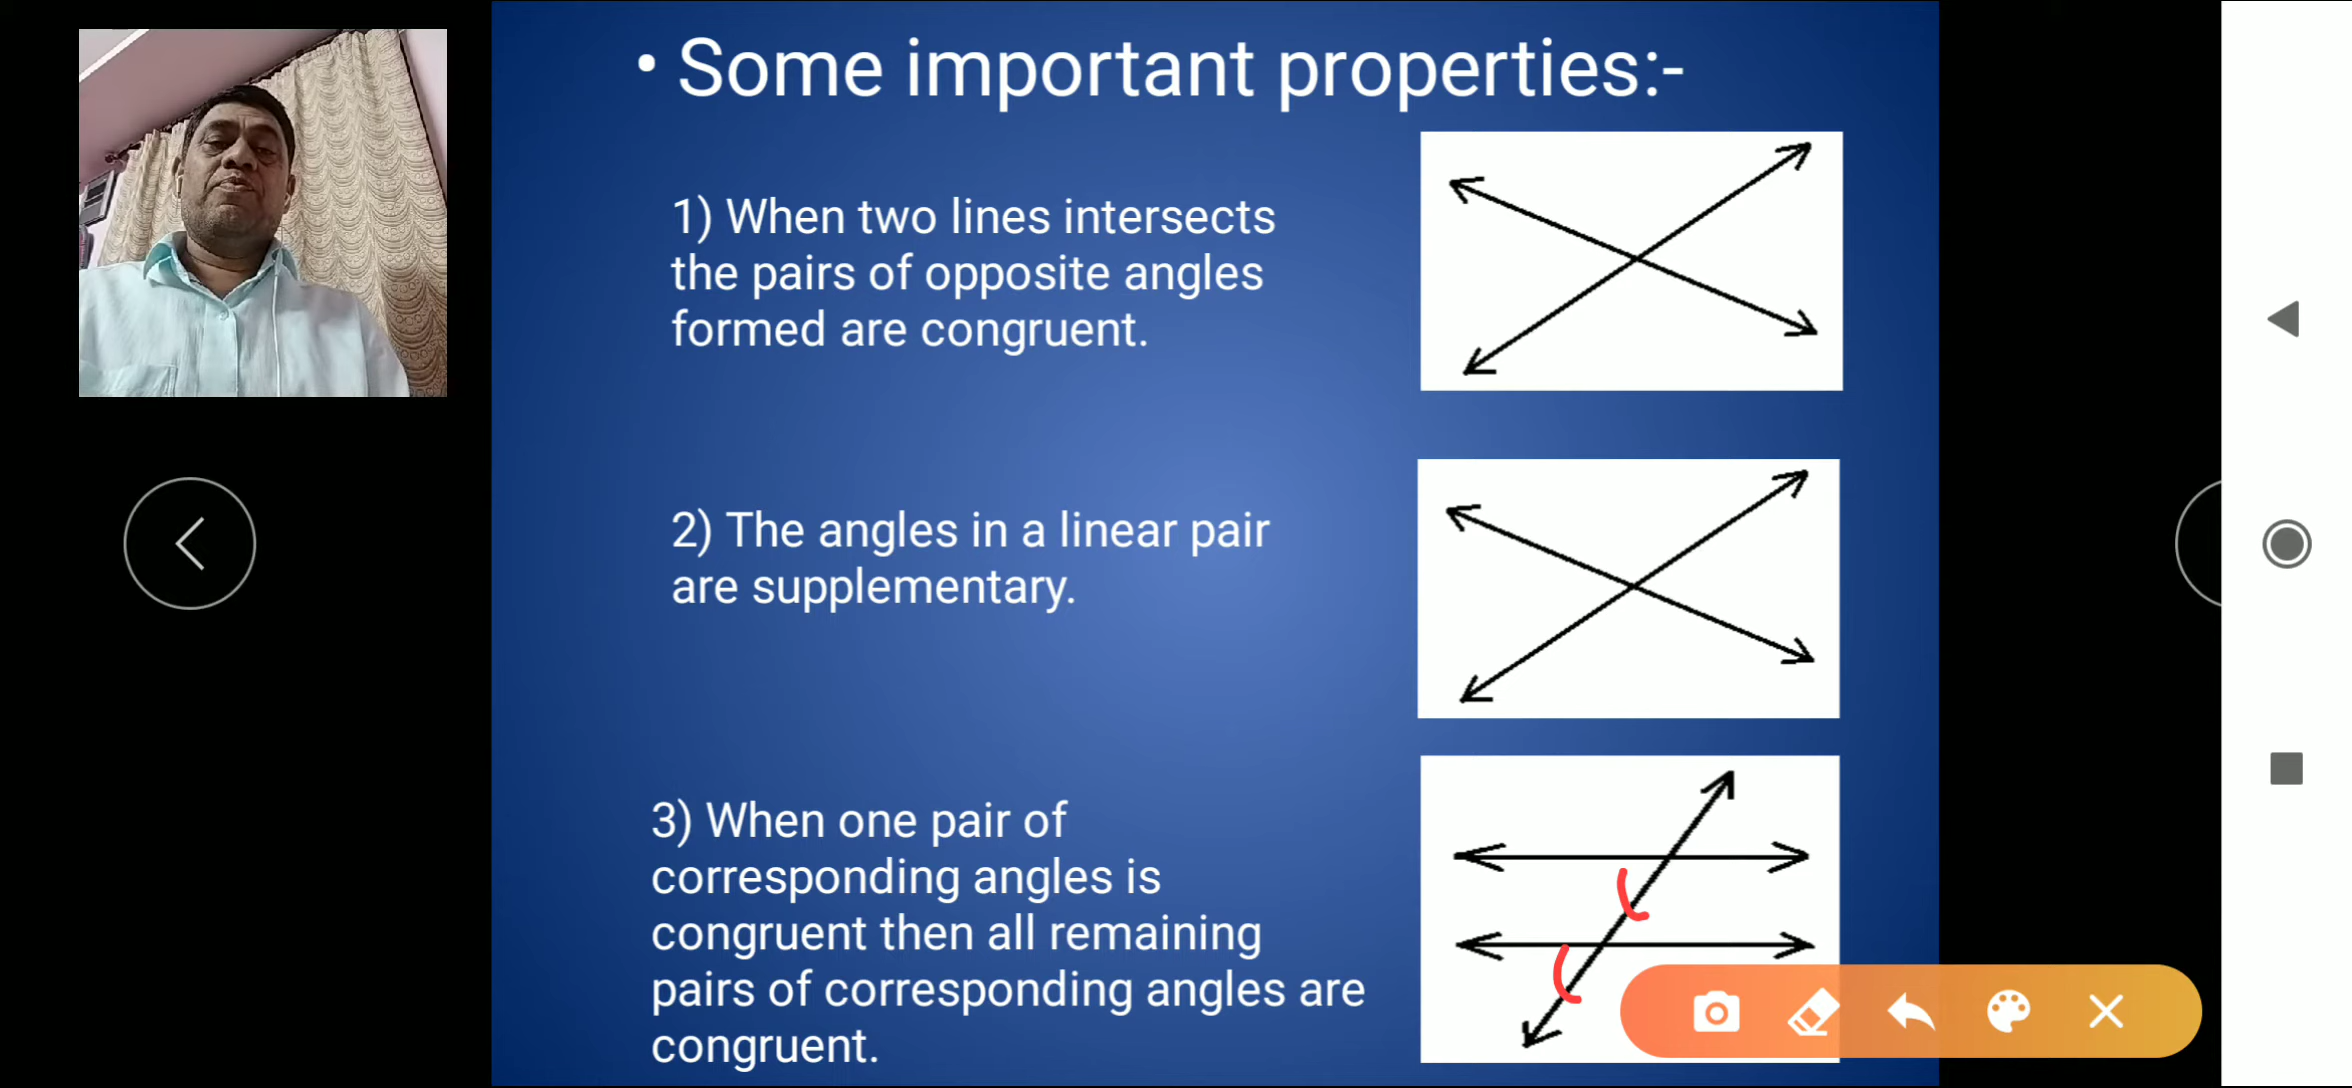 • Some important properties:-
1) When two lines intersects
the pairs of opposite angles
formed are congruent.
2) The angles in a linear pair
are supplementary.
3) When one pair of
corresponding angles is
congruent then all remaining
pairs of corresponding angles are
congruent.